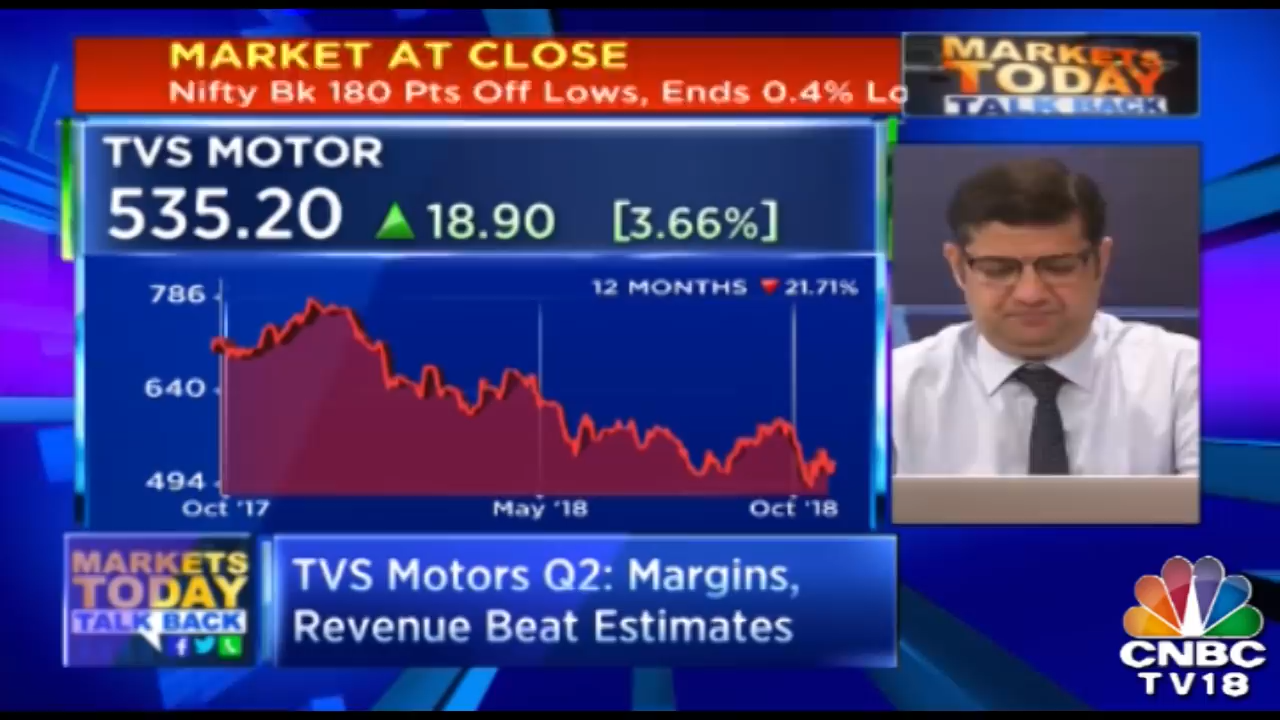 MARKET AT CLOSE
Nifty Bk 180 Pts Off Lows, Ends 0.4% Lo
MARKETS
TODAY
TALK BACK
TVS MOTOR
535.20 ▲ 18.90 [3.66%]
12 MONTHS ▼ 21.71%
786
640
494
Oct '17 May '18 Oct '18
MARKETS
TODAY
TALK BACK
TVS Motors Q2: Margins,
Revenue Beat Estimates
CNBC
TV18